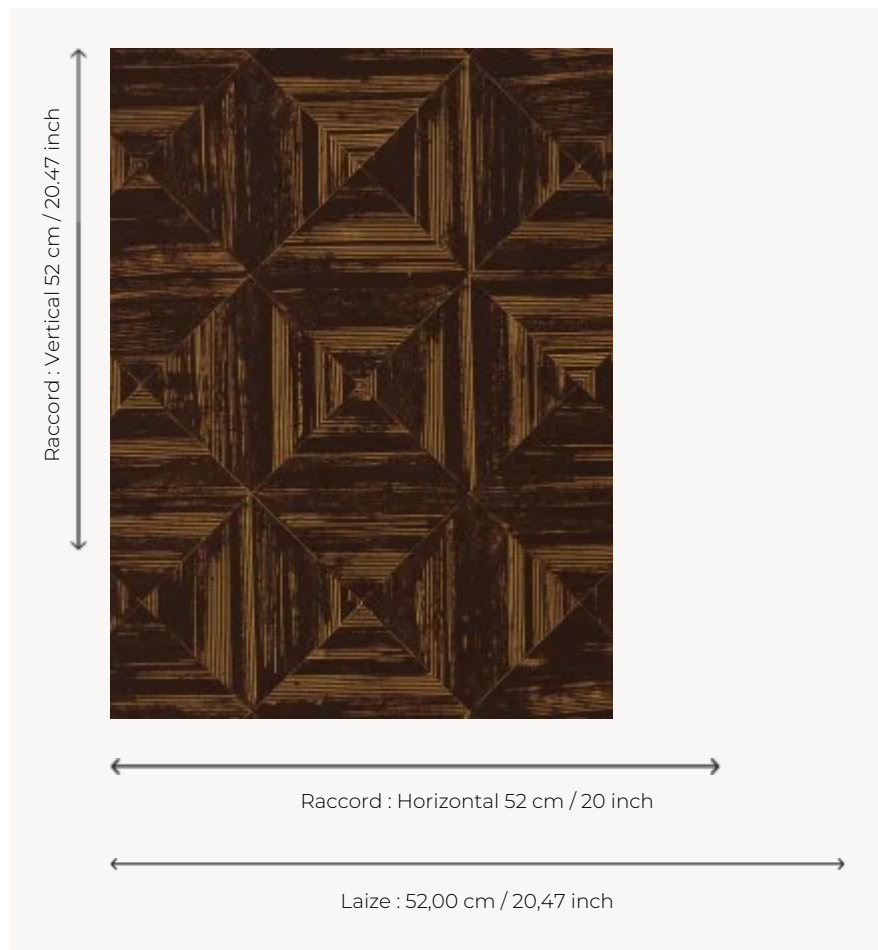 Raccord : Vertical 52 cm / 20.47 inch
Raccord : Horizontal 52 cm / 20 inch
Laize : 52,00 cm / 20,47 inch